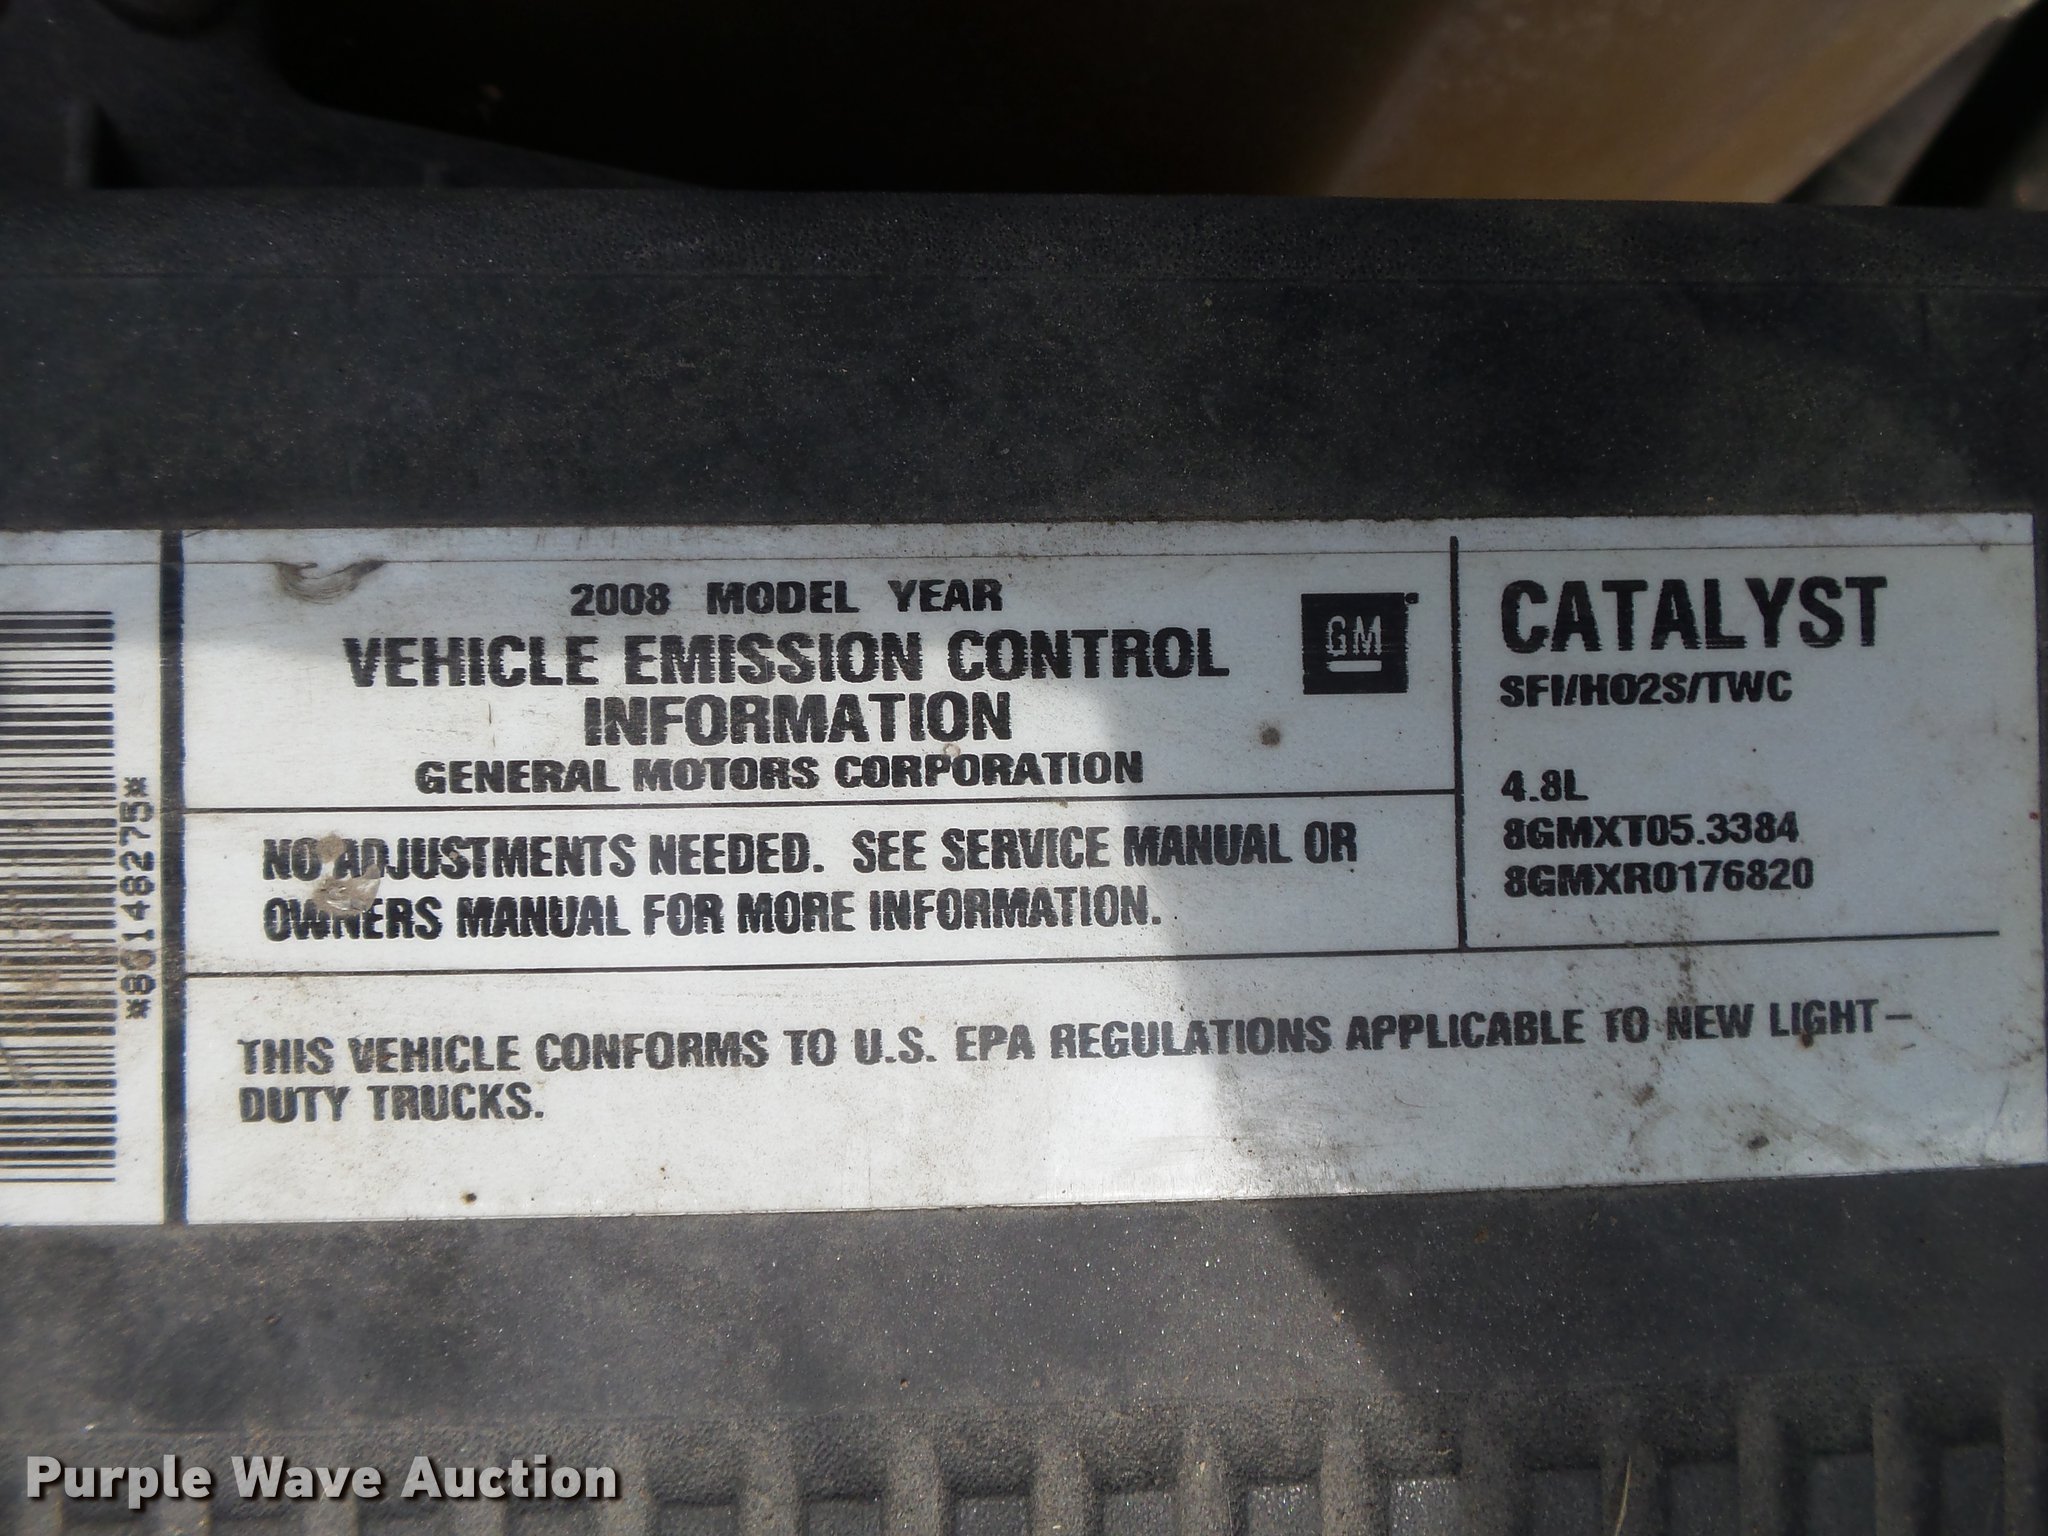 *86148275*
2008 MODEL YEAR
VEHICLE EMISSION CONTROL
INFORMATION
GENERAL MOTORS CORPORATION
GM
NO ADJUSTMENTS NEEDED. SEE SERVICE MANUAL OR
OWNERS MANUAL FOR MORE INFORMATION.
THIS VEHICLE CONFORMS TO U.S. EPA REGULATIONS APPLICABLE TO NEW LIGHT-
DUTY TRUCKS.
CATALYST
SFI/HO2S/TWC
4.8L
8GMXT05.3384
8GMXR0176820
Purple Wave Auction